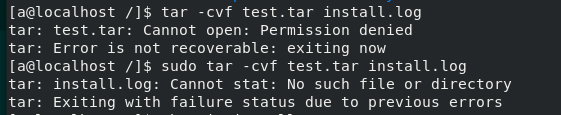 [a@localhost /]$ tar -cvf test.tar install.log
tar: test.tar: Cannot open: Permission denied
tar: Error is not recoverable: exiting now
[a@localhost /]$ sudo tar -cvf test.tar install.log
tar: install.log: Cannot stat: No such file or directory
tar: Exiting with failure status due to previous errors